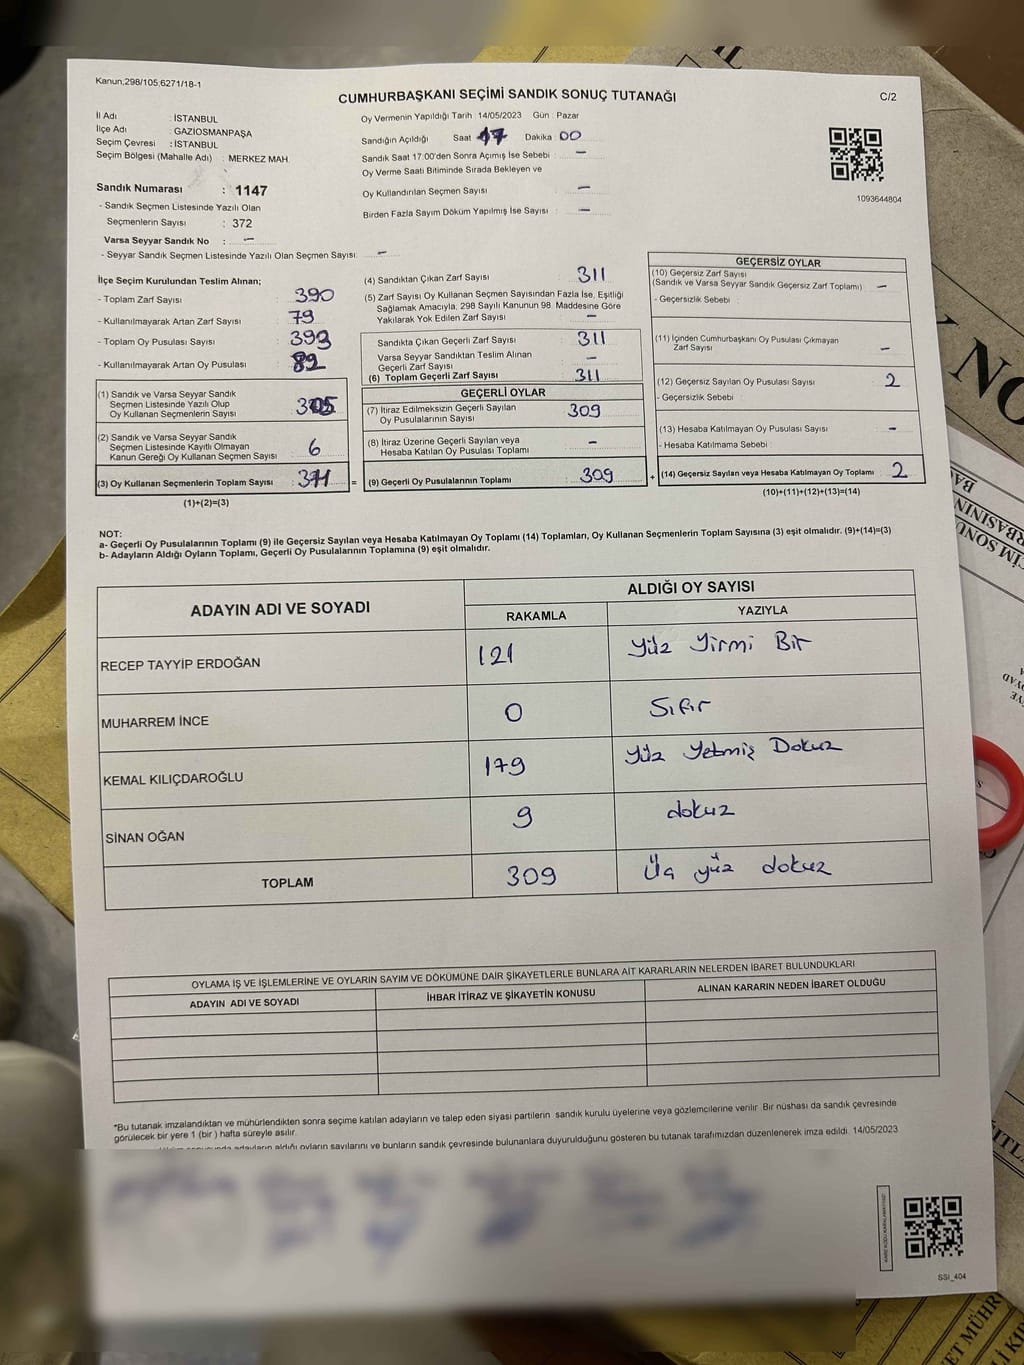 Kanun;298/105;6271/18-1
CUMHURBAŞKANI SEÇİMİ SANDIK SONUÇ TUTANAĞI
C/2
İl Adı : İSTANBUL
İlçe Adı : GAZİOSMANPAŞA
Seçim Çevresi : İSTANBUL
Seçim Bölgesi (Mahalle Adı) : MERKEZ MAH.
Sandık Numarası : 1147
- Sandık Seçmen Listesinde Yazılı Olan
Seçmenlerin Sayısı : 372
Varsa Seyyar Sandık No : -
- Seyyar Sandık Seçmen Listesinde Yazılı Olan Seçmen Sayısı: -
Oy Vermenin Yapıldığı Tarih :14/05/2023 Gün : Pazar
Sandığın Açıldığı Saat 17 Dakika 00
Sandık Saat 17:00'den Sonra Açımış İse Sebebi : -
Oy Verme Saati Bitiminde Sırada Bekleyen ve
Oy Kullandırılan Seçmen Sayısı -
Birden Fazla Sayım Döküm Yapılmış İse Sayısı : -
1093644804
İlçe Seçim Kurulundan Teslim Alınan;
- Toplam Zarf Sayısı : 390
- Kullanılmayarak Artan Zarf Sayısı : 79
- Toplam Oy Pusulası Sayısı : 393
- Kullanılmayarak Artan Oy Pusulası : 82
(1) Sandık ve Varsa Seyyar Sandık
Seçmen Listesinde Yazılı Olup
Oy Kullanan Seçmenlerin Sayısı : 305
(2) Sandık ve Varsa Seyyar Sandık
Seçmen Listesinde Kayıtlı Olmayan
Kanun Gereği Oy Kullanan Seçmen Sayısı : 6
(3) Oy Kullanan Seçmenlerin Toplam Sayısı : 311 =
(1)+(2)=(3)
(4) Sandıktan Çıkan Zarf Sayısı 311
(5) Zarf Sayısı Oy Kullanan Seçmen Sayısından Fazla İse, Eşitliği
Sağlamak Amacıyla; 298 Sayılı Kanunun 98. Maddesine Göre
Yakılarak Yok Edilen Zarf Sayısı -
Sandıkta Çıkan Geçerli Zarf Sayısı : 311
Varsa Seyyar Sandıktan Teslim Alınan
Geçerli Zarf Sayısı -
(6) Toplam Geçerli Zarf Sayısı : 311
GEÇERLİ OYLAR
(7) İtiraz Edilmeksizin Geçerli Sayılan
Oy Pusulalarının Sayısı : 309
(8) İtiraz Üzerine Geçerli Sayılan veya
Hesaba Katılan Oy Pusulası Toplamı : -
(9) Geçerli Oy Pusulalarının Toplamı : 309 +
GEÇERSİZ OYLAR
(10) Geçersiz Zarf Sayısı
(Sandık ve Varsa Seyyar Sandık Geçersiz Zarf Toplamı) : -
- Geçersizlik Sebebi :
(11) İçinden Cumhurbaşkanı Oy Pusulası Çıkmayan
Zarf Sayısı -
(12) Geçersiz Sayılan Oy Pusulası Sayısı : 2
- Geçersizlik Sebebi
(13) Hesaba Katılmayan Oy Pusulası Sayısı : -
- Hesaba Katılmama Sebebi :
(14) Geçersiz Sayılan veya Hesaba Katılmayan Oy Toplamı : 2
(10)+(11)+(12)+(13)=(14)
NOT:
a- Geçerli Oy Pusulalarının Toplamı (9) ile Geçersiz Sayılan veya Hesaba Katılmayan Oy Toplamı (14) Toplamları, Oy Kullanan Seçmenlerin Toplam Sayısına (3) eşit olmalıdır. (9)+(14)=(3)
b- Adayların Aldığı Oyların Toplamı, Geçerli Oy Pusulalarının Toplamına (9) eşit olmalıdır.
ADAYIN ADI VE SOYADI
ALDIĞI OY SAYISI
RAKAMLA YAZIYLA
RECEP TAYYİP ERDOĞAN 121 Yüz Yirmi Bir
MUHARREM İNCE 0 Sıfır
KEMAL KILIÇDAROĞLU 179 Yüz Yetmiş Dokuz
SİNAN OĞAN 9 dokuz
TOPLAM 309 Üç yüz dokuz
OYLAMA İŞ VE İŞLEMLERİNE VE OYLARIN SAYIM VE DÖKÜMÜNE DAİR ŞİKAYETLERLE BUNLARA AİT KARARLARIN NELERDEN İBARET BULUNDUKLARI
ADAYIN ADI VE SOYADI İHBAR İTİRAZ VE ŞİKAYETİN KONUSU ALINAN KARARIN NEDEN İBARET OLDUĞU
*Bu tutanak imzalandıktan ve mühürlendikten sonra seçime katılan adayların ve talep eden siyasi partilerin sandık kurulu üyelerine veya gözlemcilerine verilir. Bir nüshası da sandık çevresinde
görülecek bir yere 1 (bir) hafta süreyle asılır.
adayların aldığı oyların sayılarını ve bunların sandık çevresinde bulunanlara duyurulduğunu gösteren bu tutanak tarafımızdan düzenlenerek imza edildi. 14/05/2023
SSI_404
NO
ET MÜHR